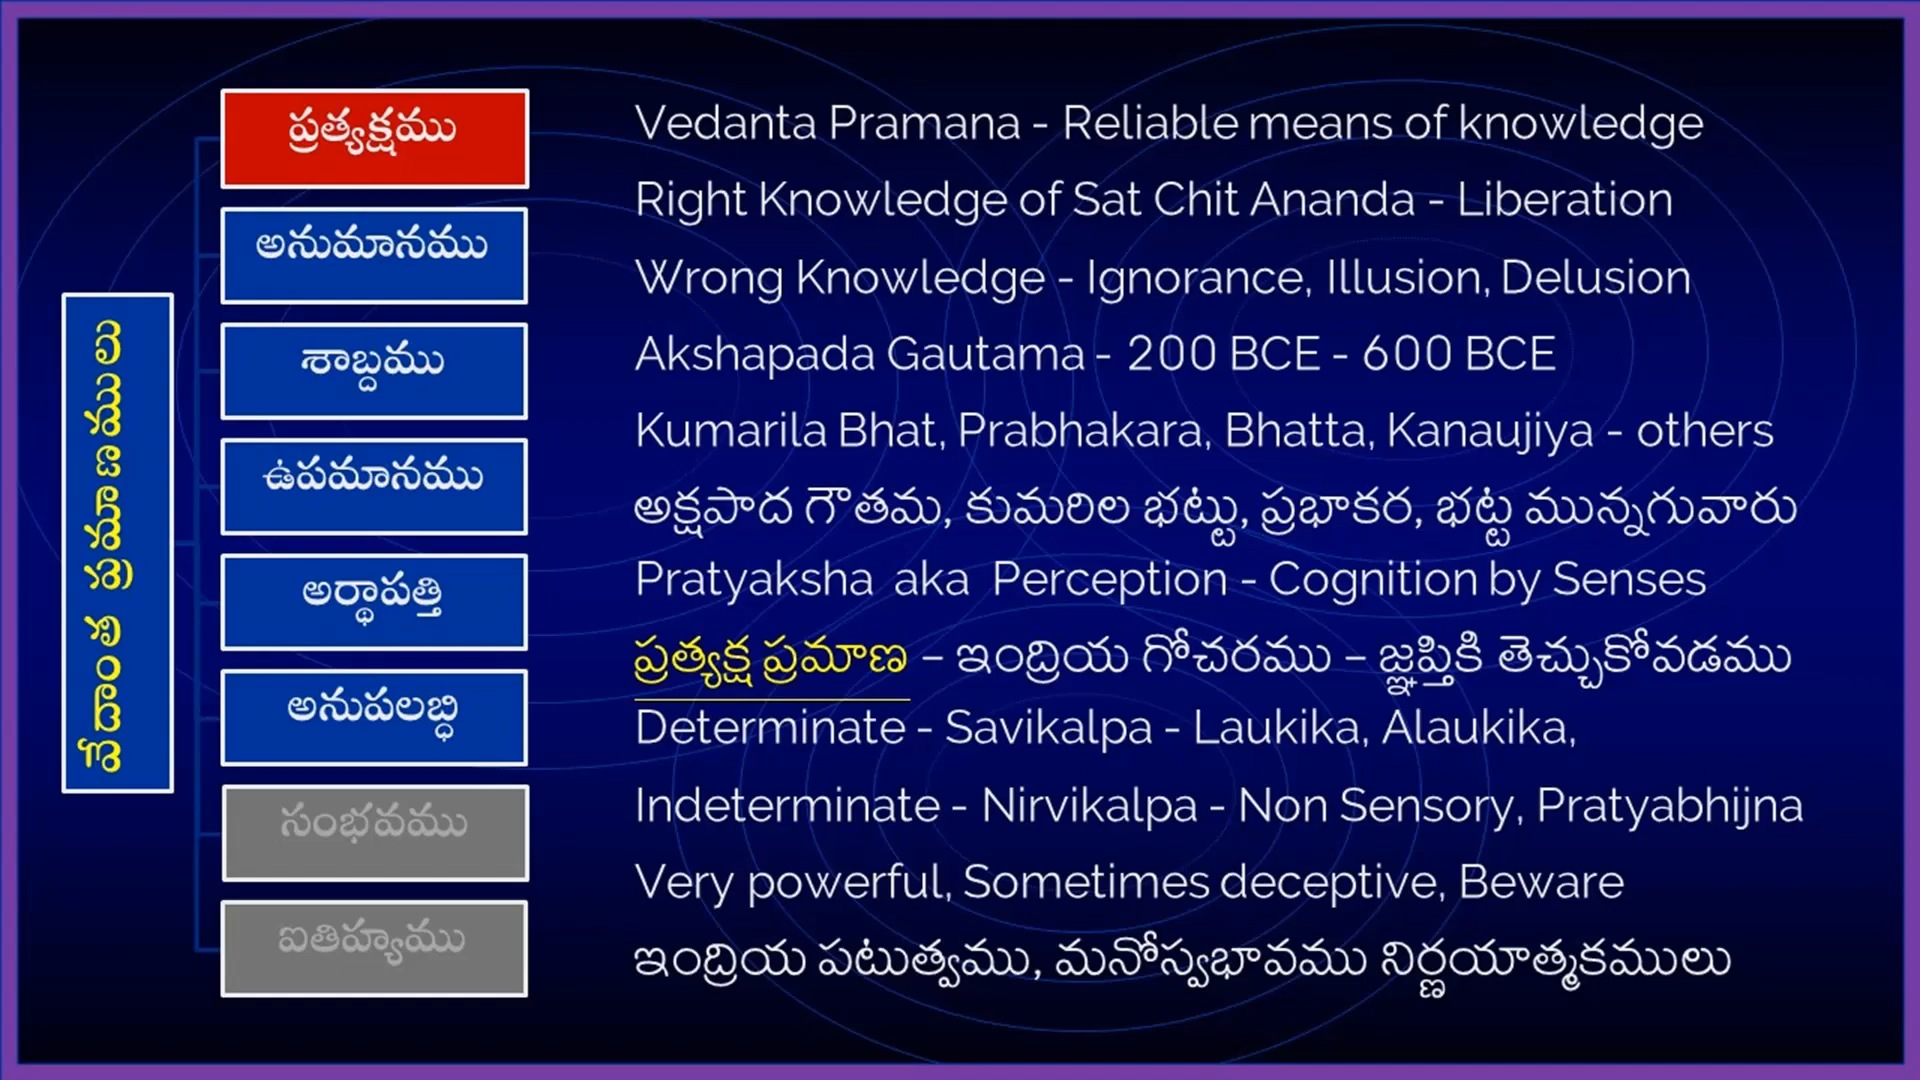 వేదాంత ప్రమాణములు
ప్రత్యక్షము
అనుమానము
శాబ్దము
ఉపమానము
అర్థాపత్తి
అనుపలబ్ధి
సంభవము
ఐతిహ్యము
Vedanta Pramana - Reliable means of knowledge
Right Knowledge of Sat Chit Ananda - Liberation
Wrong Knowledge - Ignorance, Illusion, Delusion
Akshapada Gautama - 200 BCE - 600 BCE
Kumarila Bhat, Prabhakara, Bhatta, Kanaujiya - others
అక్షపాద గౌతమ, కుమరిల భట్టు, ప్రభాకర, భట్ట మున్నగువారు
Pratyaksha aka Perception - Cognition by Senses
ప్రత్యక్ష ప్రమాణ – ఇంద్రియ గోచరము – జ్ఞప్తికి తెచ్చుకోవడము
Determinate - Savikalpa - Laukika, Alaukika,
Indeterminate - Nirvikalpa - Non Sensory, Pratyabhijna
Very powerful, Sometimes deceptive, Beware
ఇంద్రియ పటుత్వము, మనోస్వభావము నిర్ణయాత్మకములు